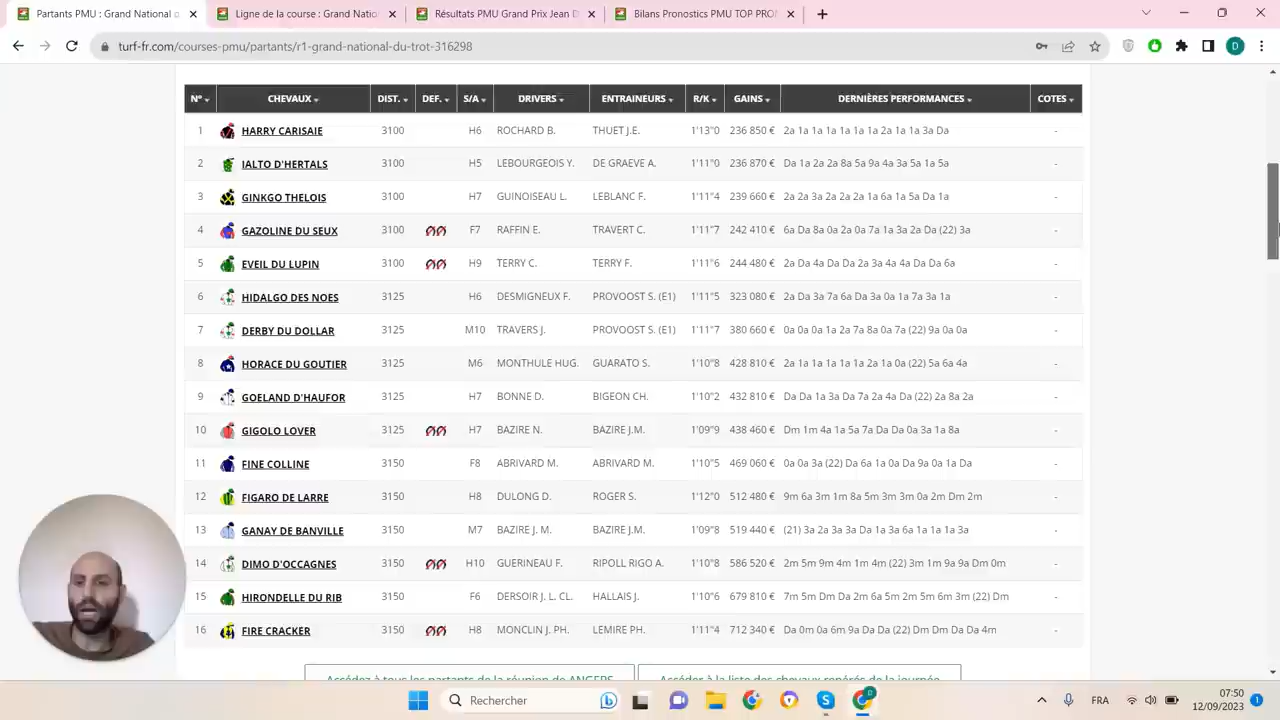 Partants PMU : Grand National d
Ligne de la course : Grand Nation
Résultats PMU Grand Prix Jean D
Bilans Pronostics PMU TOP PRO
turf-fr.com/courses-pmu/partants/r1-grand-national-du-trot-316298
D
N° CHEVAUX DIST. DEF. S/A DRIVERS ENTRAINEURS R/K GAINS DERNIÈRES PERFORMANCES COTES
1 HARRY CARISAIE 3100 H6 ROCHARD B. THUET J.E. 1'13"0 236 850 € 2a 1a 1a 1a 1a 1a 2a 1a 1a 3a Da -
2 IALTO D'HERTALS 3100 H5 LEBOURGEOIS Y. DE GRAEVE A. 1'11"0 236 870 € Da 1a 2a 2a 8a 5a 9a 4a 3a 5a 1a 5a -
3 GINKGO THELOIS 3100 H7 GUINOISEAU L. LEBLANC F. 1'11"4 239 660 € 2a 2a 3a 2a 2a 2a 1a 6a 1a 5a Da 1a -
4 GAZOLINE DU SEUX 3100 F7 RAFFIN E. TRAVERT C. 1'11"7 242 410 € 6a Da 8a 0a 2a 0a 7a 1a 3a 2a Da (22) 3a -
5 EVEIL DU LUPIN 3100 H9 TERRY C. TERRY F. 1'11"6 244 480 € 2a Da 4a Da Da 2a 3a 4a 4a Da Da 6a -
6 HIDALGO DES NOES 3125 H6 DESMIGNEUX F. PROVOOST S. (E1) 1'11"5 323 080 € 2a Da 3a 7a 6a Da 3a 0a 1a 7a 3a 1a -
7 DERBY DU DOLLAR 3125 M10 TRAVERS J. PROVOOST S. (E1) 1'11"7 380 660 € 0a 0a 0a 1a 2a 7a 8a 0a 7a (22) 9a 0a 0a -
8 HORACE DU GOUTIER 3125 M6 MONTHULE HUG. GUARATO S. 1'10"8 428 810 € 2a 1a 1a 1a 1a 1a 2a 1a 0a (22) 5a 6a 4a -
9 GOELAND D'HAUFOR 3125 H7 BONNE D. BIGEON CH. 1'10"2 432 810 € Da Da 1a 3a Da 7a 2a 4a Da (22) 2a 8a 2a -
10 GIGOLO LOVER 3125 H7 BAZIRE N. BAZIRE J.M. 1'09"9 438 460 € Dm 1m 4a 1a 5a 7a Da Da 0a 3a 1a 8a -
11 FINE COLLINE 3150 F8 ABRIVARD M. ABRIVARD M. 1'10"5 469 060 € 0a 0a 3a (22) Da 6a 1a 0a Da 9a 0a 1a Da -
12 FIGARO DE LARRE 3150 H8 DULONG D. ROGER S. 1'12"0 512 480 € 9m 6a 3m 1m 8a 5m 3m 3m 0a 2m Dm 2m -
13 GANAY DE BANVILLE 3150 M7 BAZIRE J. M. BAZIRE J.M. 1'09"8 519 440 € (21) 3a 2a 3a 3a Da 1a 3a 6a 1a 1a 1a 3a -
14 DIMO D'OCCAGNES 3150 H10 GUERINEAU F. RIPOLL RIGO A. 1'10"8 586 520 € 2m 5m 9m 4m 1m 4m (22) 3m 1m 9a 9a Dm 0m -
15 HIRONDELLE DU RIB 3150 F6 DERSOIR J. L. CL. HALLAIS J. 1'10"6 679 810 € 7m 5m Dm Da 2m 6a 5m 2m 5m 6m 3m (22) Dm -
16 FIRE CRACKER 3150 H8 MONCLIN J. PH. LEMIRE PH. 1'11"4 712 340 € Da 0m 0a 6m 9a Da Da (22) Dm Dm Da Da 4m -
Accédez à tous les partants de la réunion de ANGERS
Accéder à la liste des chevaux repérés de la journée
Rechercher
FRA
07:50
12/09/2023
1